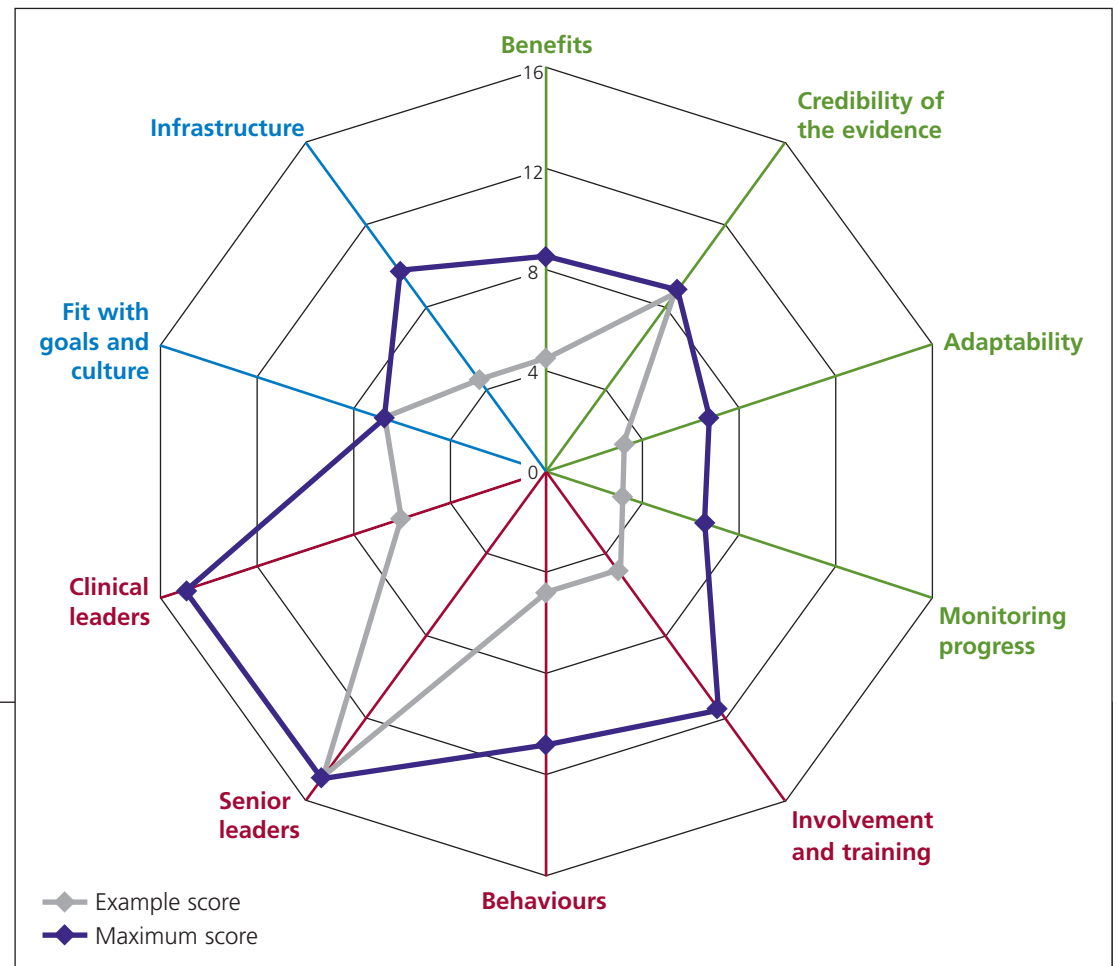 Benefits
16
Credibility of
the evidence
Infrastructure
12
8
Fit with
goals and
culture
Adaptability
4
0
Clinical
leaders
Monitoring
progress
Senior
leaders
Involvement
and training
Behaviours
Example score
Maximum score